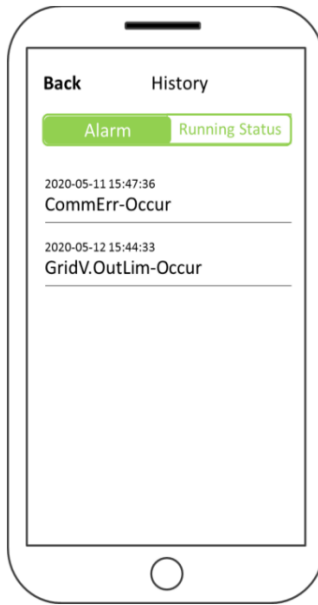 Back History
Alarm Running Status
2020-05-11 15:47:36
CommErr-Occur
2020-05-12 15:44:33
GridV.OutLim-Occur